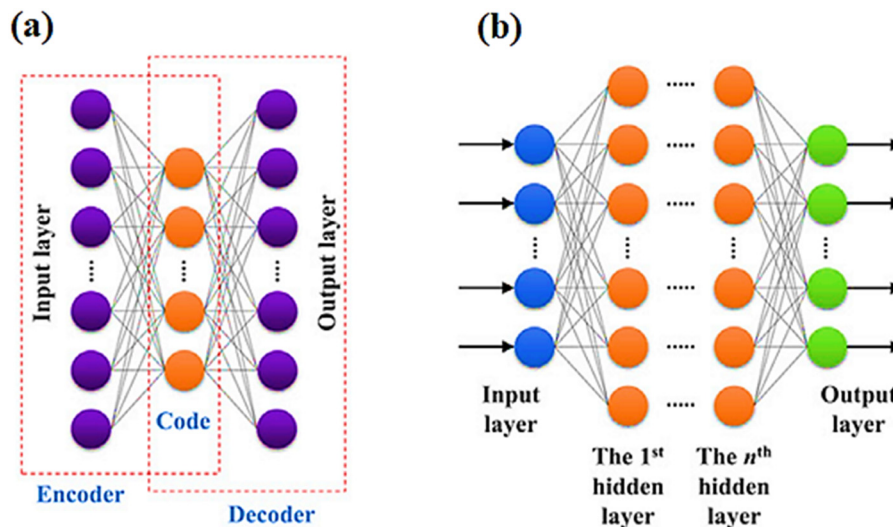 (a)
Input layer
Output layer
Code
Encoder
Decoder
(b)
Input
layer
Output
layer
The 1st
hidden
layer
The nth
hidden
layer